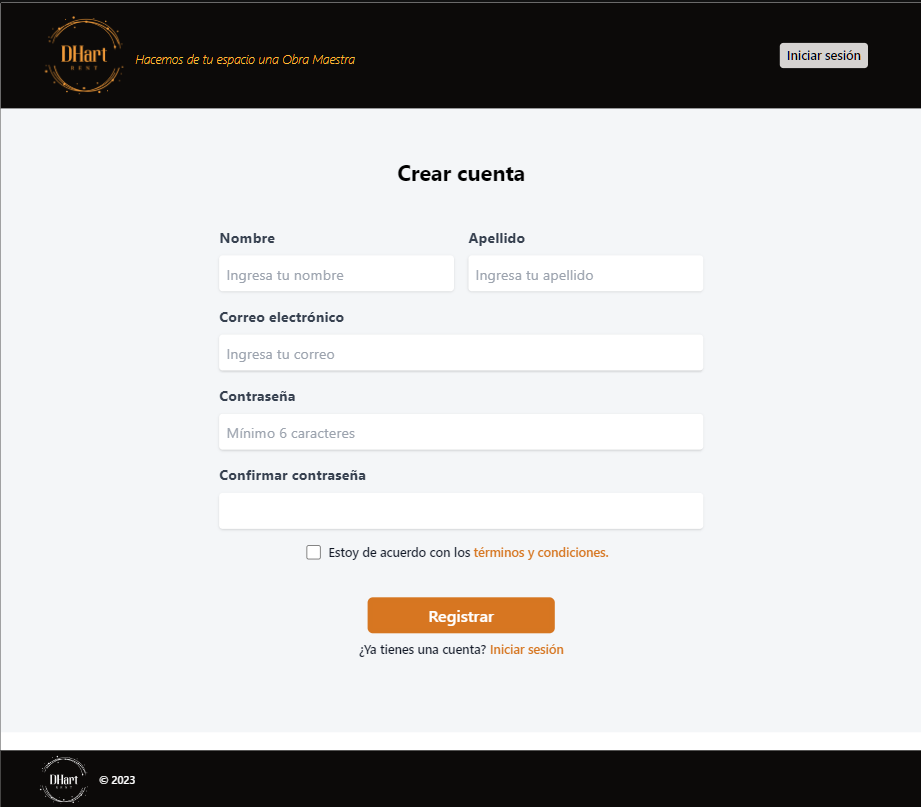 DHart
BEST
Hacemos de tu espacio una Obra Maestra
Iniciar sesión
Crear cuenta
Nombre
Apellido
Ingresa tu nombre
Ingresa tu apellido
Correo electrónico
Ingresa tu correo
Contraseña
Mínimo 6 caracteres
Confirmar contraseña
Estoy de acuerdo con los términos y condiciones.
Registrar
¿Ya tienes una cuenta? Iniciar sesión
DHart
BEST
© 2023